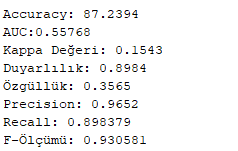 Accuracy: 87.2394
AUC:0.55768
Kappa Değeri: 0.1543
Duyarlılık: 0.8984
Özgüllük: 0.3565
Precision: 0.9652
Recall: 0.898379
F-Ölçümü: 0.930581